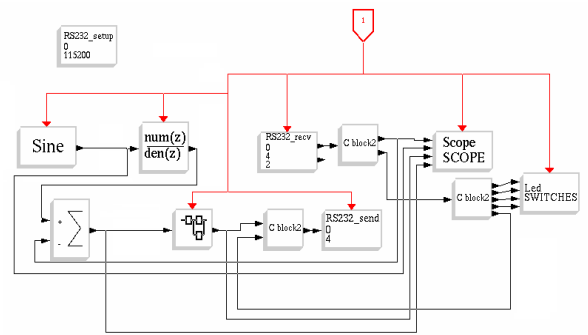 1
RS232_setup
0
115200
Sine
num(z)
den(z)
RS232_recv
0
4
2
C block2
Scope
SCOPE
C block2
Led
SWITCHES
+
-
Σ
C block2
RS232_send
0
4